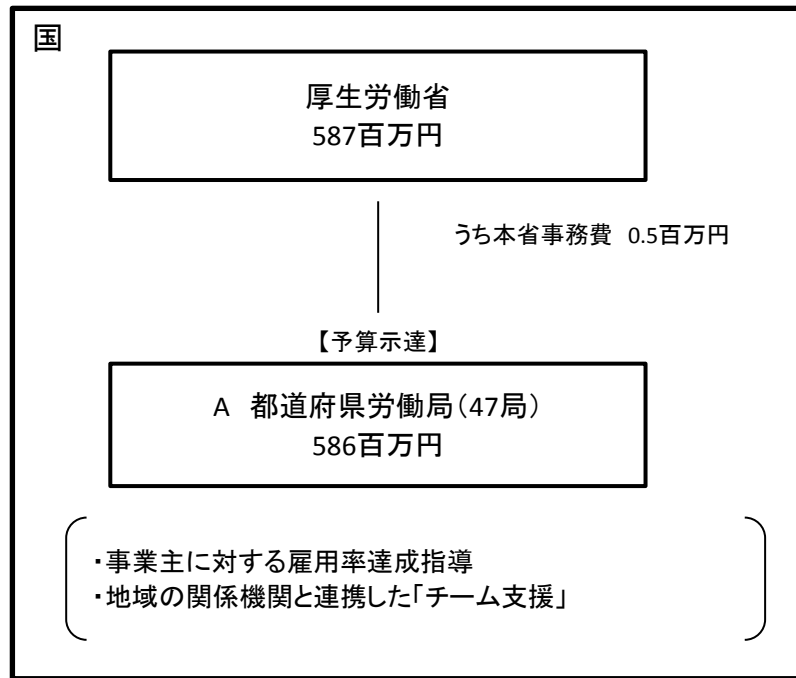 国
厚生労働省
587百万円
うち本省事務費 0.5百万円
【予算示達】
A 都道府県労働局(47局)
586百万円
・事業主に対する雇用率達成指導
・地域の関係機関と連携した「チーム支援」